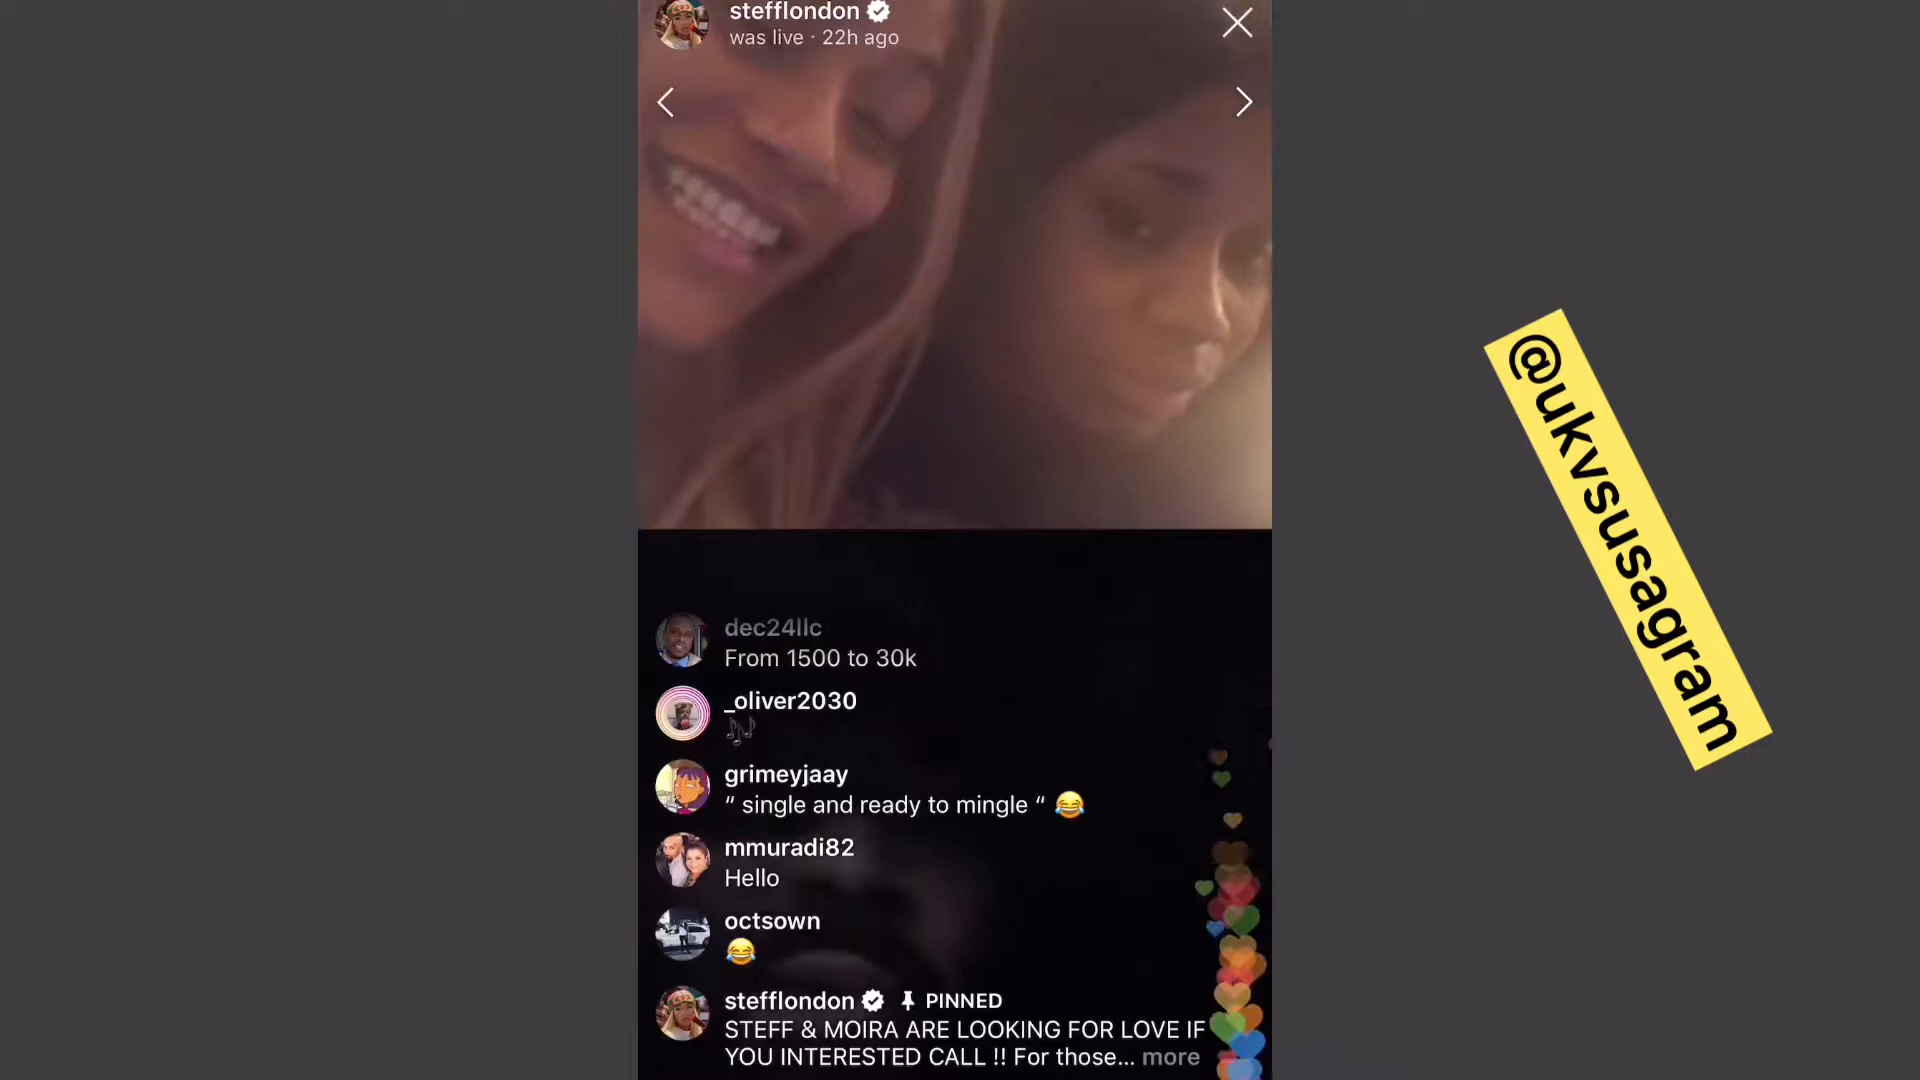 stefflondon
was live · 22h ago
dec24llc
From 1500 to 30k
_oliver2030
🎶
grimeyjaay
“ single and ready to mingle “ 😂
mmuradi82
Hello
octsown
😂
stefflondon PINNED
STEFF & MOIRA ARE LOOKING FOR LOVE IF
YOU INTERESTED CALL !! For those... more
@ukvsusagram